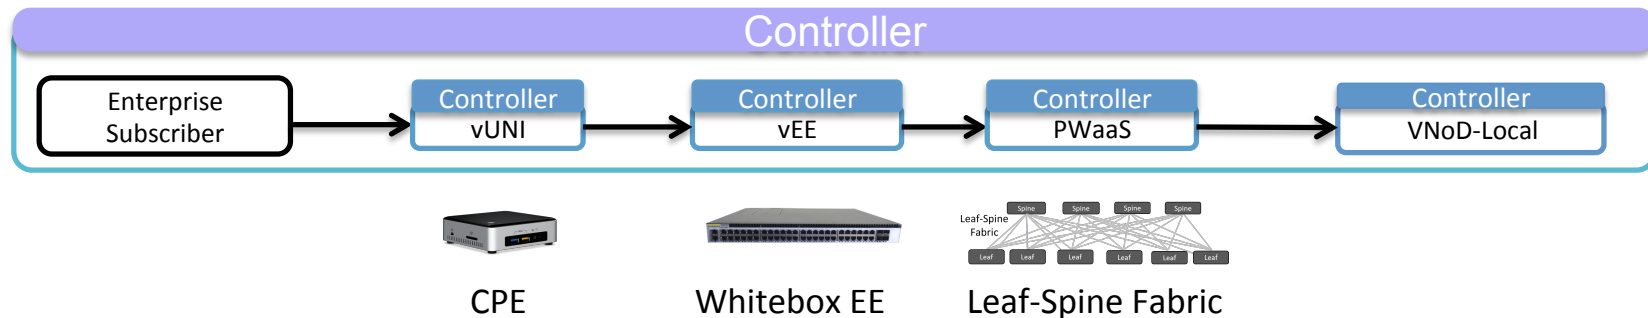 Controller
Enterprise
Subscriber
Controller
vUNI
Controller
vEE
Controller
PWaaS
Controller
VNoD-Local
Leaf-Spine
Fabric
Spine
Spine
Spine
Spine
Leaf
Leaf
Leaf
Leaf
Leaf
Leaf
CPE
Whitebox EE
Leaf-Spine Fabric